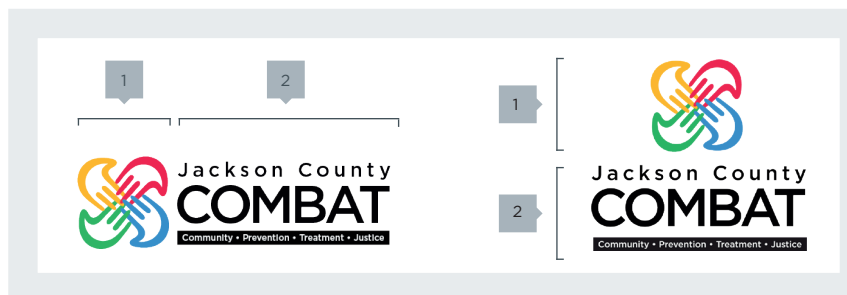 1
2
Jackson County
COMBAT
Community • Prevention • Treatment • Justice
1
2
Jackson County
COMBAT
Community • Prevention • Treatment • Justice